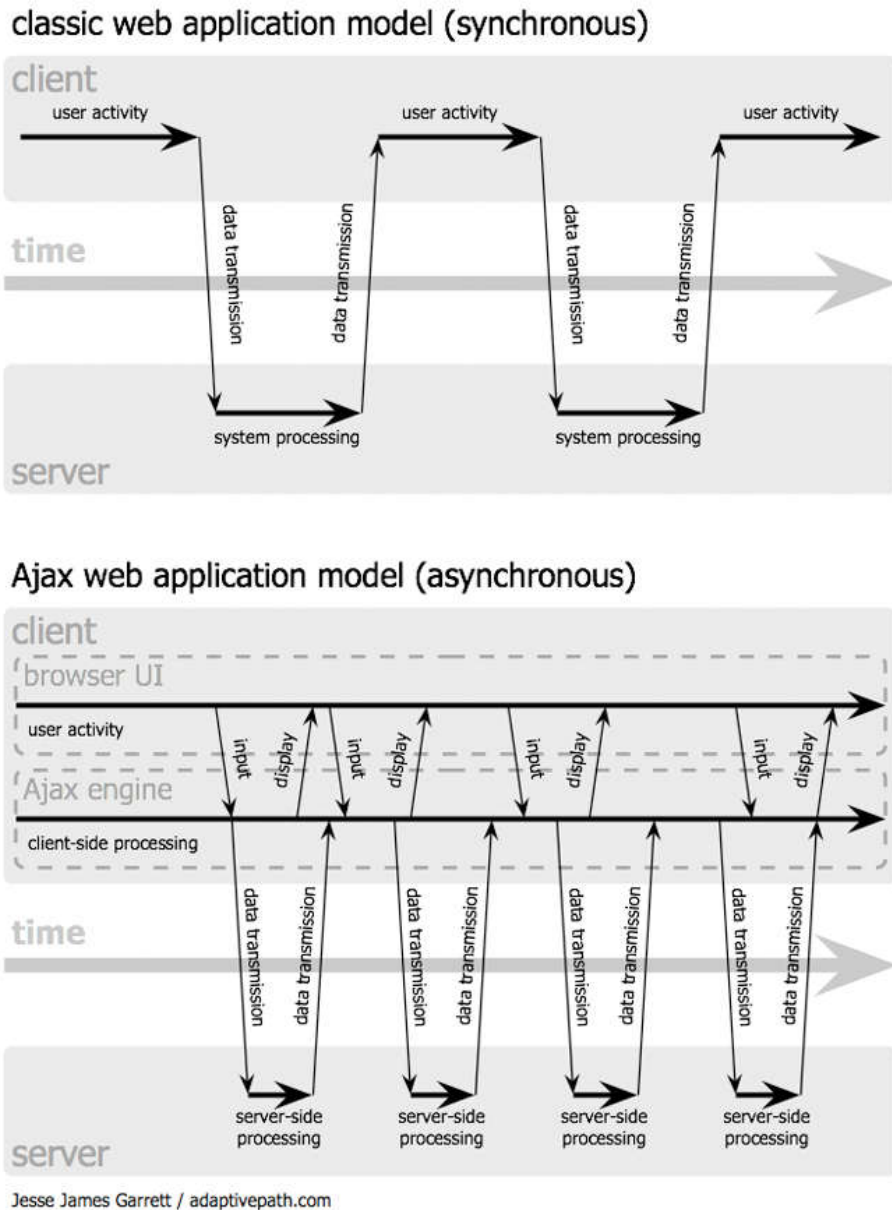 classic web application model (synchronous)
client
user activity
user activity
user activity
data transmission
data transmission
data transmission
data transmission
time
system processing
system processing
server
Ajax web application model (asynchronous)
client
browser UI
user activity
input
display
input
display
input
display
input
display
Ajax engine
client-side processing
data transmission
data transmission
data transmission
data transmission
data transmission
data transmission
data transmission
data transmission
time
server-side
processing
server-side
processing
server-side
processing
server-side
processing
server
Jesse James Garrett / adaptivepath.com